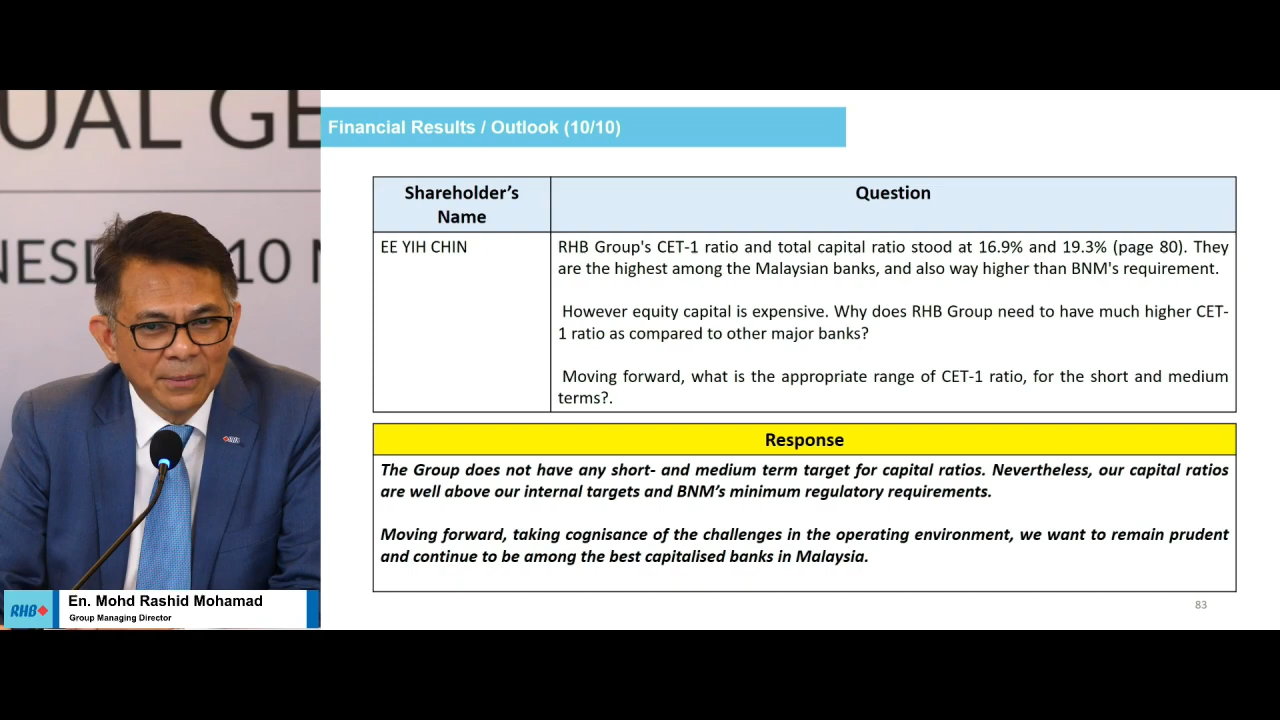 UAL GE
NESD 10 M
RHB
RHB
En. Mohd Rashid Mohamad
Group Managing Director
Financial Results / Outlook (10/10)
Shareholder’s
Name
Question
EE YIH CHIN
RHB Group's CET-1 ratio and total capital ratio stood at 16.9% and 19.3% (page 80). They
are the highest among the Malaysian banks, and also way higher than BNM's requirement.
However equity capital is expensive. Why does RHB Group need to have much higher CET-
1 ratio as compared to other major banks?
Moving forward, what is the appropriate range of CET-1 ratio, for the short and medium
terms?.
Response
The Group does not have any short- and medium term target for capital ratios. Nevertheless, our capital ratios
are well above our internal targets and BNM’s minimum regulatory requirements.
Moving forward, taking cognisance of the challenges in the operating environment, we want to remain prudent
and continue to be among the best capitalised banks in Malaysia.
83